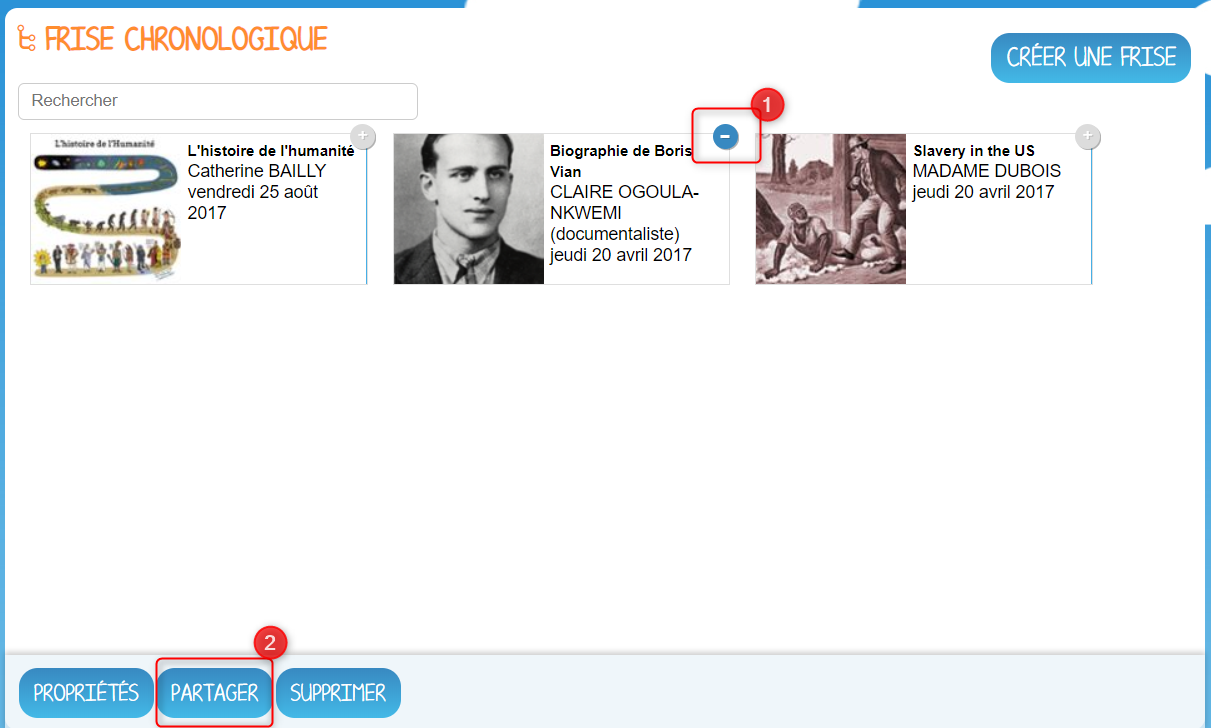 FRISE CHRONOLOGIQUE
CRÉER UNE FRISE
Rechercher
1
L'histoire de l'Humanité
L'histoire de l'humanité
Catherine BAILLY
vendredi 25 août
2017
Biographie de Boris
Vian
CLAIRE OGOULA-
NKWEMI
(documentaliste)
jeudi 20 avril 2017
Slavery in the US
MADAME DUBOIS
jeudi 20 avril 2017
2
PROPRIÉTÉS
PARTAGER
SUPPRIMER